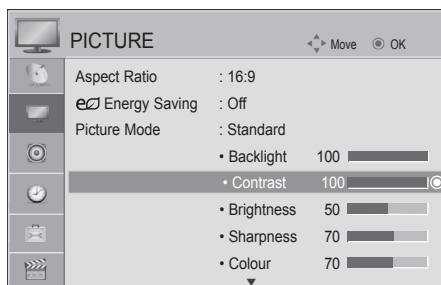 PICTURE
Move OK
Aspect Ratio : 16:9
e Energy Saving : Off
Picture Mode : Standard
• Backlight 100
• Contrast 100
• Brightness 50
• Sharpness 70
• Colour 70